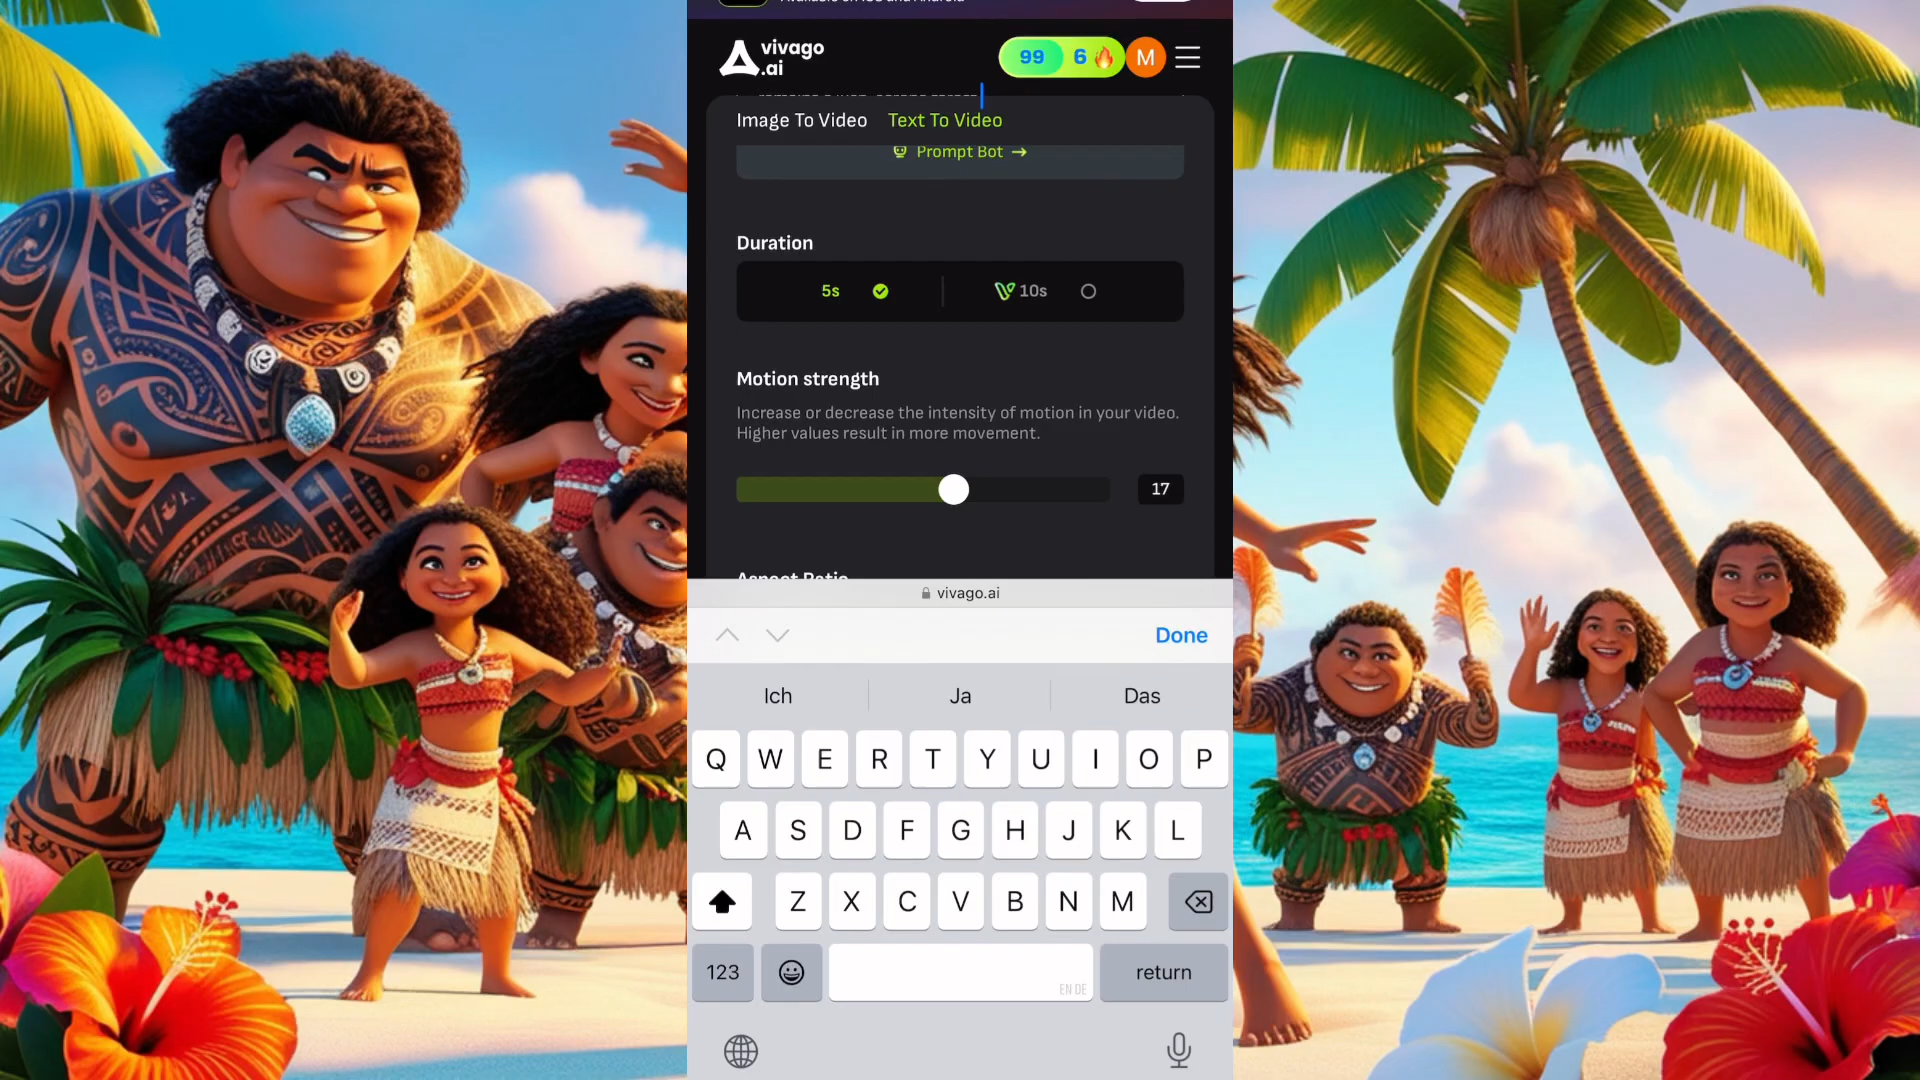 vivago
.ai
99 6
M
Image To Video Text To Video
Prompt Bot →
Duration
5s 10s
Motion strength
Increase or decrease the intensity of motion in your video.
Higher values result in more movement.
17
Aspect Ratio
vivago.ai
Done
Ich Ja Das
Q W E R T Y U I O P
A S D F G H J K L
Z X C V B N M
123 EN DE return